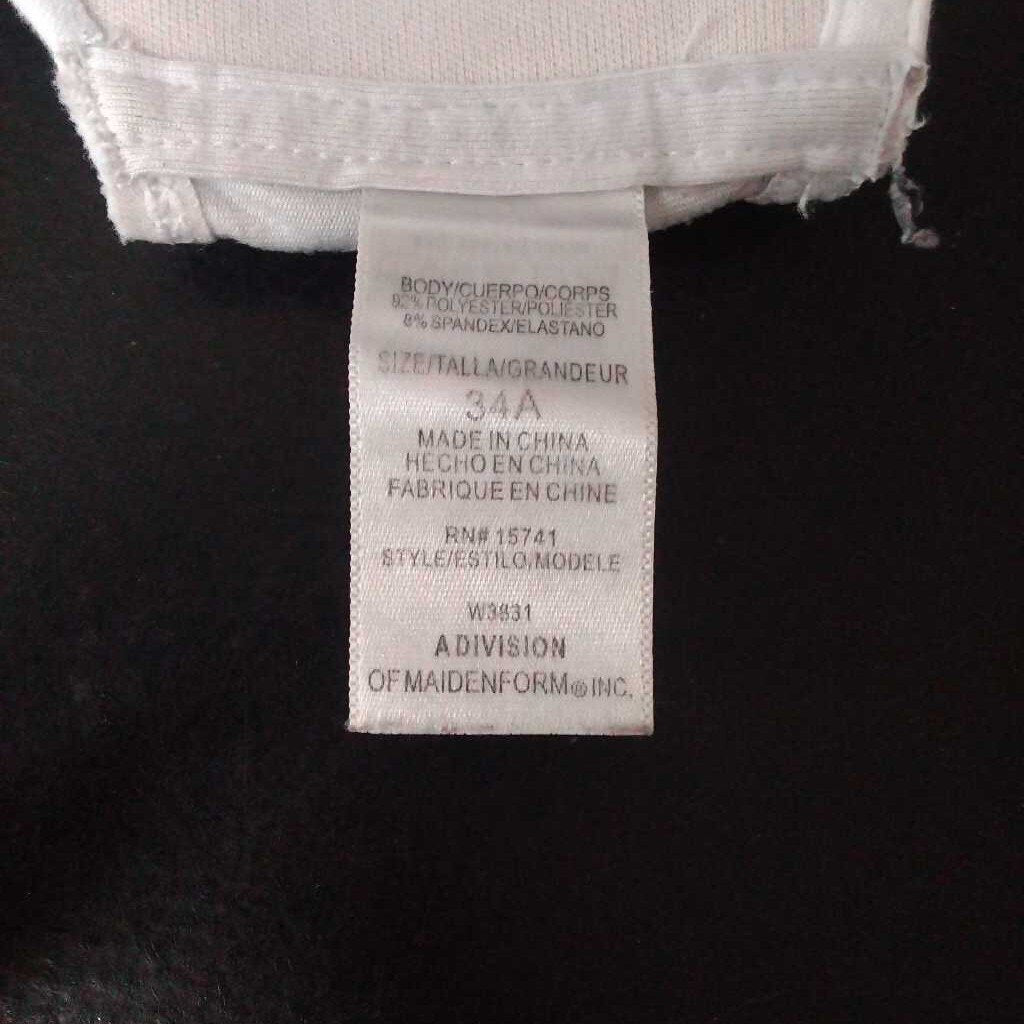 BODY/CUERPO/CORPS
92% POLYESTER/POLIESTER
8% SPANDEX/ELASTANO
SIZE/TALLA/GRANDEUR
34A
MADE IN CHINA
HECHO EN CHINA
FABRIQUE EN CHINE
RN# 15741
STYLE/ESTILO/MODELE
W3831
A DIVISION
OF MAIDENFORM® INC.